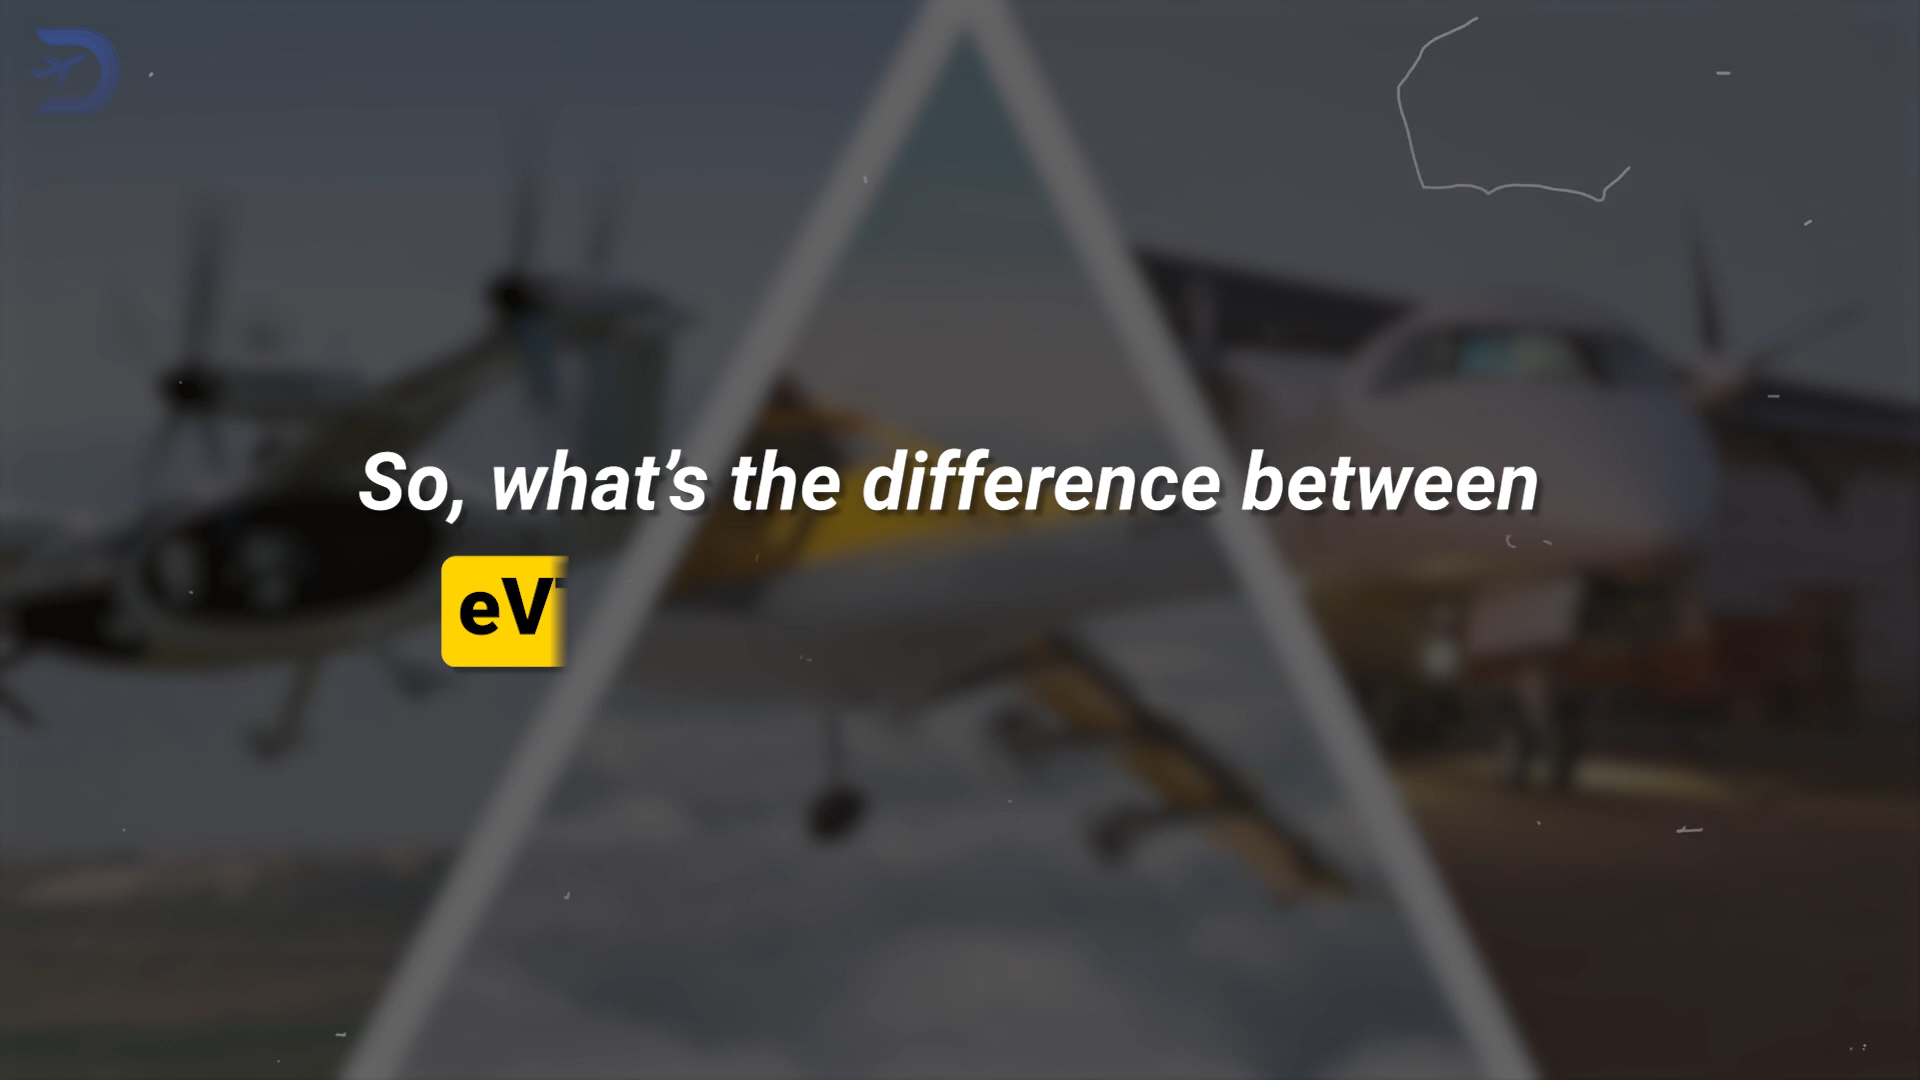 So, what’s the difference between
eV